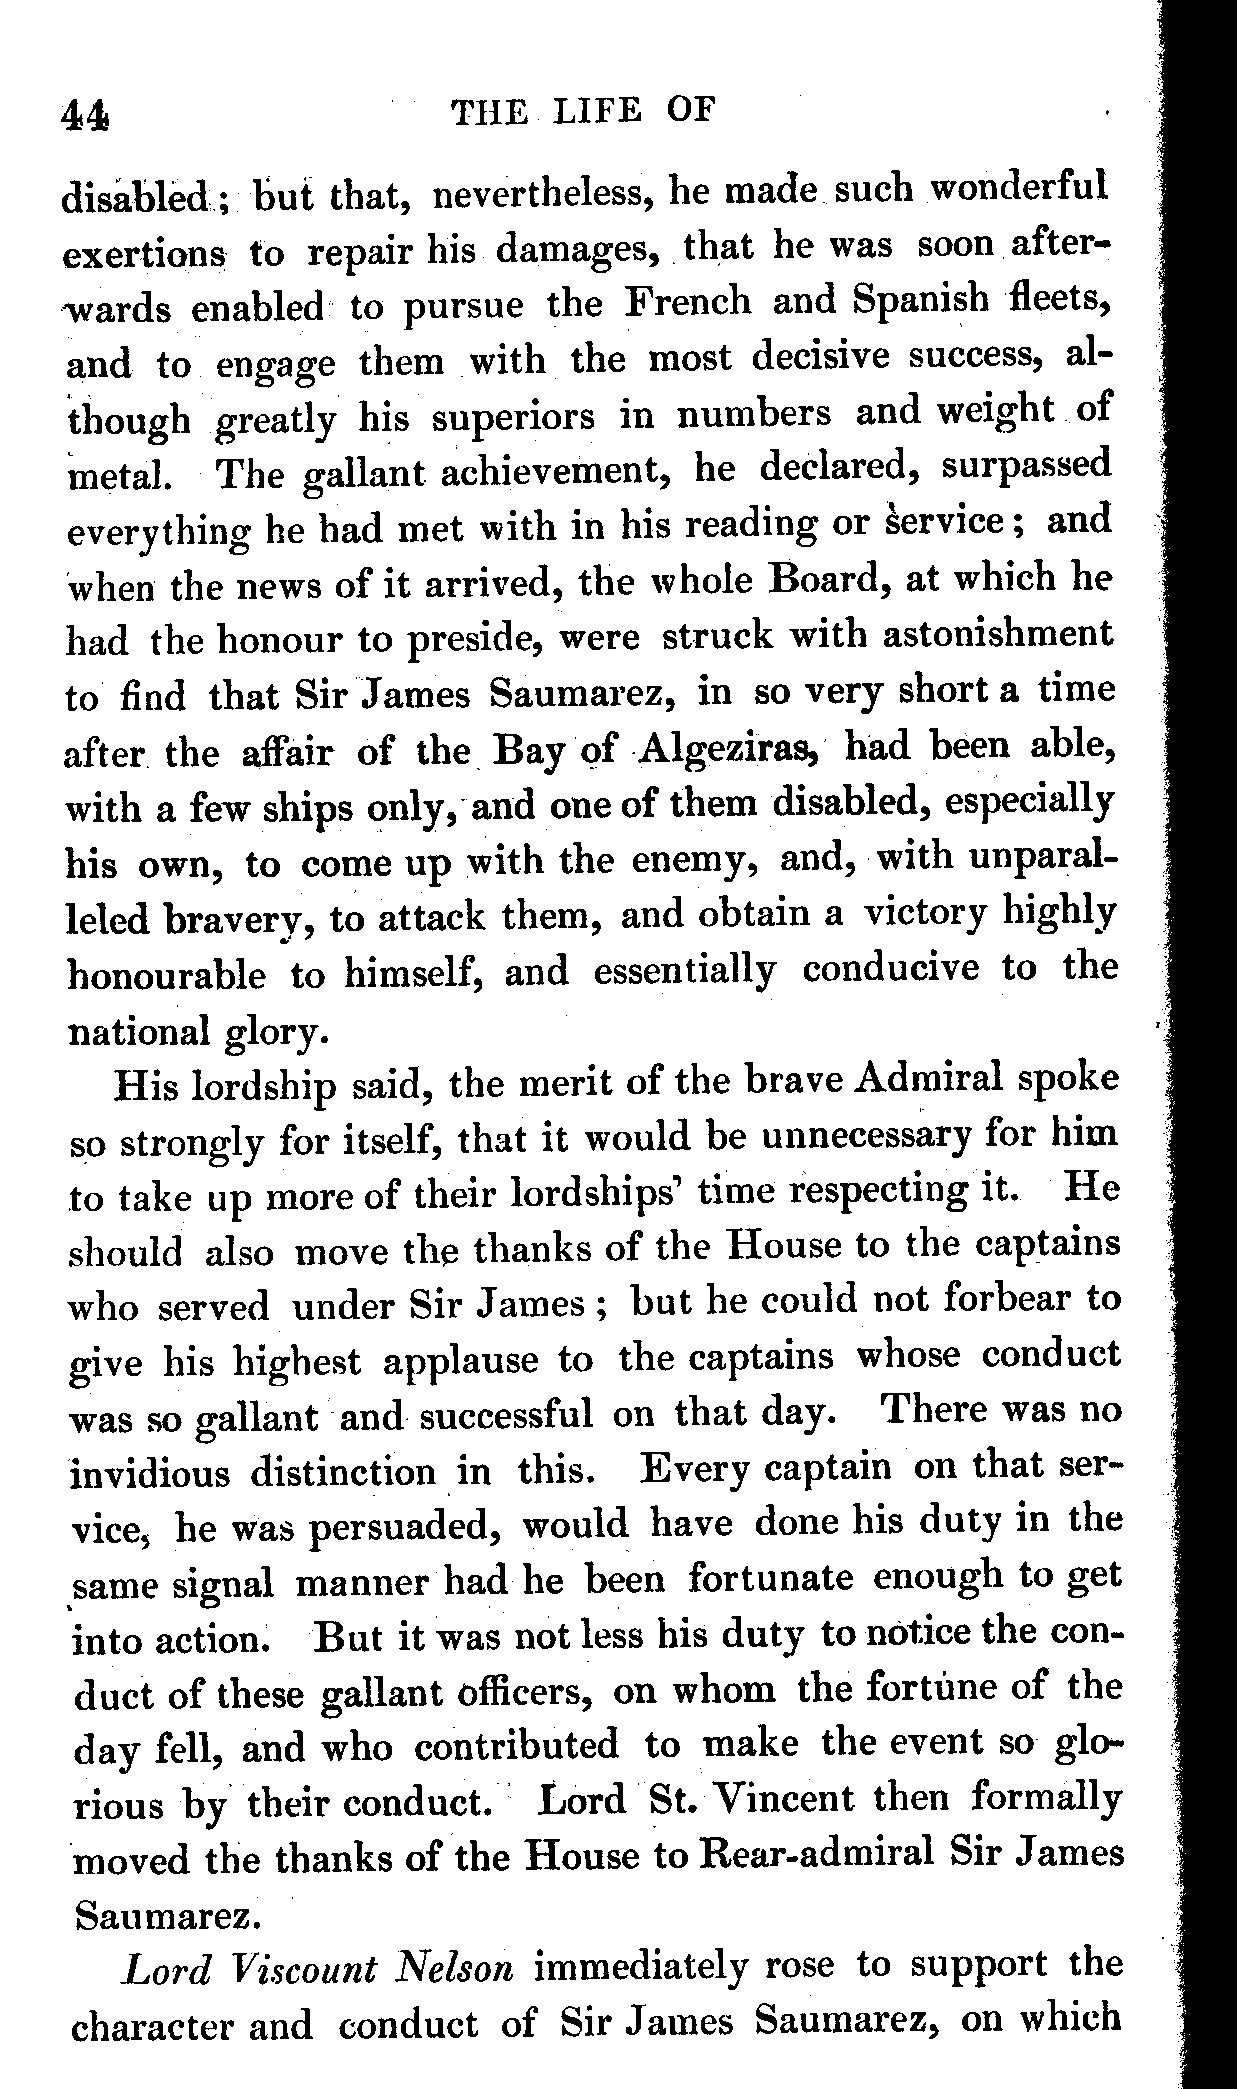 44 THE LIFE OF
disabled; but that, nevertheless, he made such wonderful
exertions to repair his damages, that he was soon after-
wards enabled to pursue the French and Spanish fleets,
and to engage them with the most decisive success, al-
though greatly his superiors in numbers and weight of
metal. The gallant achievement, he declared, surpassed
everything he had met with in his reading or service; and
when the news of it arrived, the whole Board, at which he
had the honour to preside, were struck with astonishment
to find that Sir James Saumarez, in so very short a time
after the affair of the Bay of Algeziras, had been able,
with a few ships only, and one of them disabled, especially
his own, to come up with the enemy, and, with unparal-
leled bravery, to attack them, and obtain a victory highly
honourable to himself, and essentially conducive to the
national glory.
His lordship said, the merit of the brave Admiral spoke
so strongly for itself, that it would be unnecessary for him
to take up more of their lordships' time respecting it. He
should also move the thanks of the House to the captains
who served under Sir James; but he could not forbear to
give his highest applause to the captains whose conduct
was so gallant and successful on that day. There was no
invidious distinction in this. Every captain on that ser-
vice, he was persuaded, would have done his duty in the
same signal manner had he been fortunate enough to get
into action. But it was not less his duty to notice the con-
duct of these gallant officers, on whom the fortune of the
day fell, and who contributed to make the event so glo-
rious by their conduct. Lord St. Vincent then formally
moved the thanks of the House to Rear-admiral Sir James
Saumarez.
Lord Viscount Nelson immediately rose to support the
character and conduct of Sir James Saumarez, on which